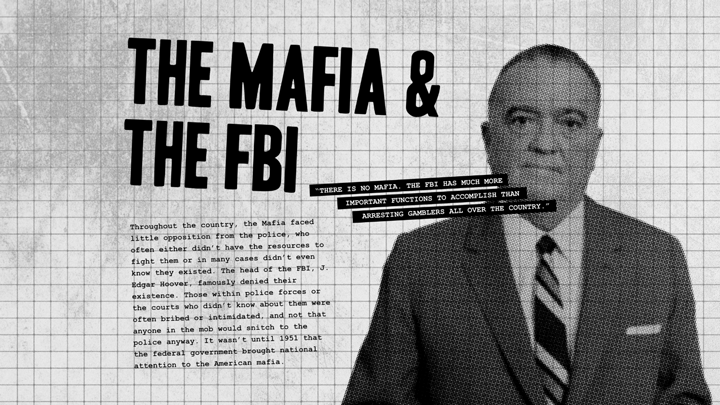 THE MAFIA &
THE FBI
"THERE IS NO MAFIA. THE FBI HAS MUCH MORE
IMPORTANT FUNCTIONS TO ACCOMPLISH THAN
ARRESTING GAMBLERS ALL OVER THE COUNTRY."
Throughout the country, the Mafia faced
little opposition from the police, who
often either didn't have the resources to
fight them or in many cases didn't even
know they existed. The head of the FBI, J.
Edgar Hoover, famously denied their
existence. Those within police forces or
the courts who didn't know about them were
often bribed or intimidated, and not that
anyone in the mob would snitch to the
police anyway. It wasn't until 1951 that
the federal government brought national
attention to the American mafia.